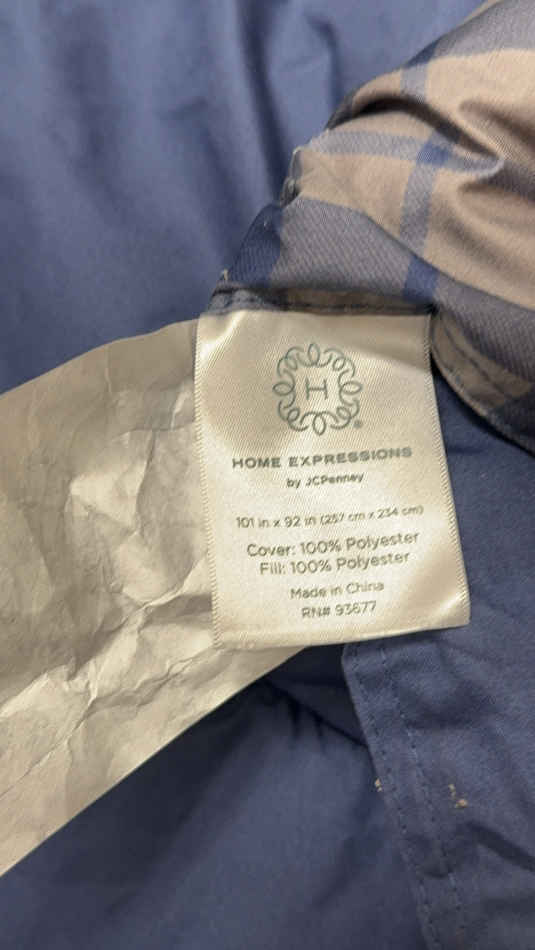 H
®
HOME EXPRESSIONS
by JCPenney
101 in x 92 in (257 cm x 234 cm)
Cover: 100% Polyester
Fill: 100% Polyester
Made in China
RN# 93677